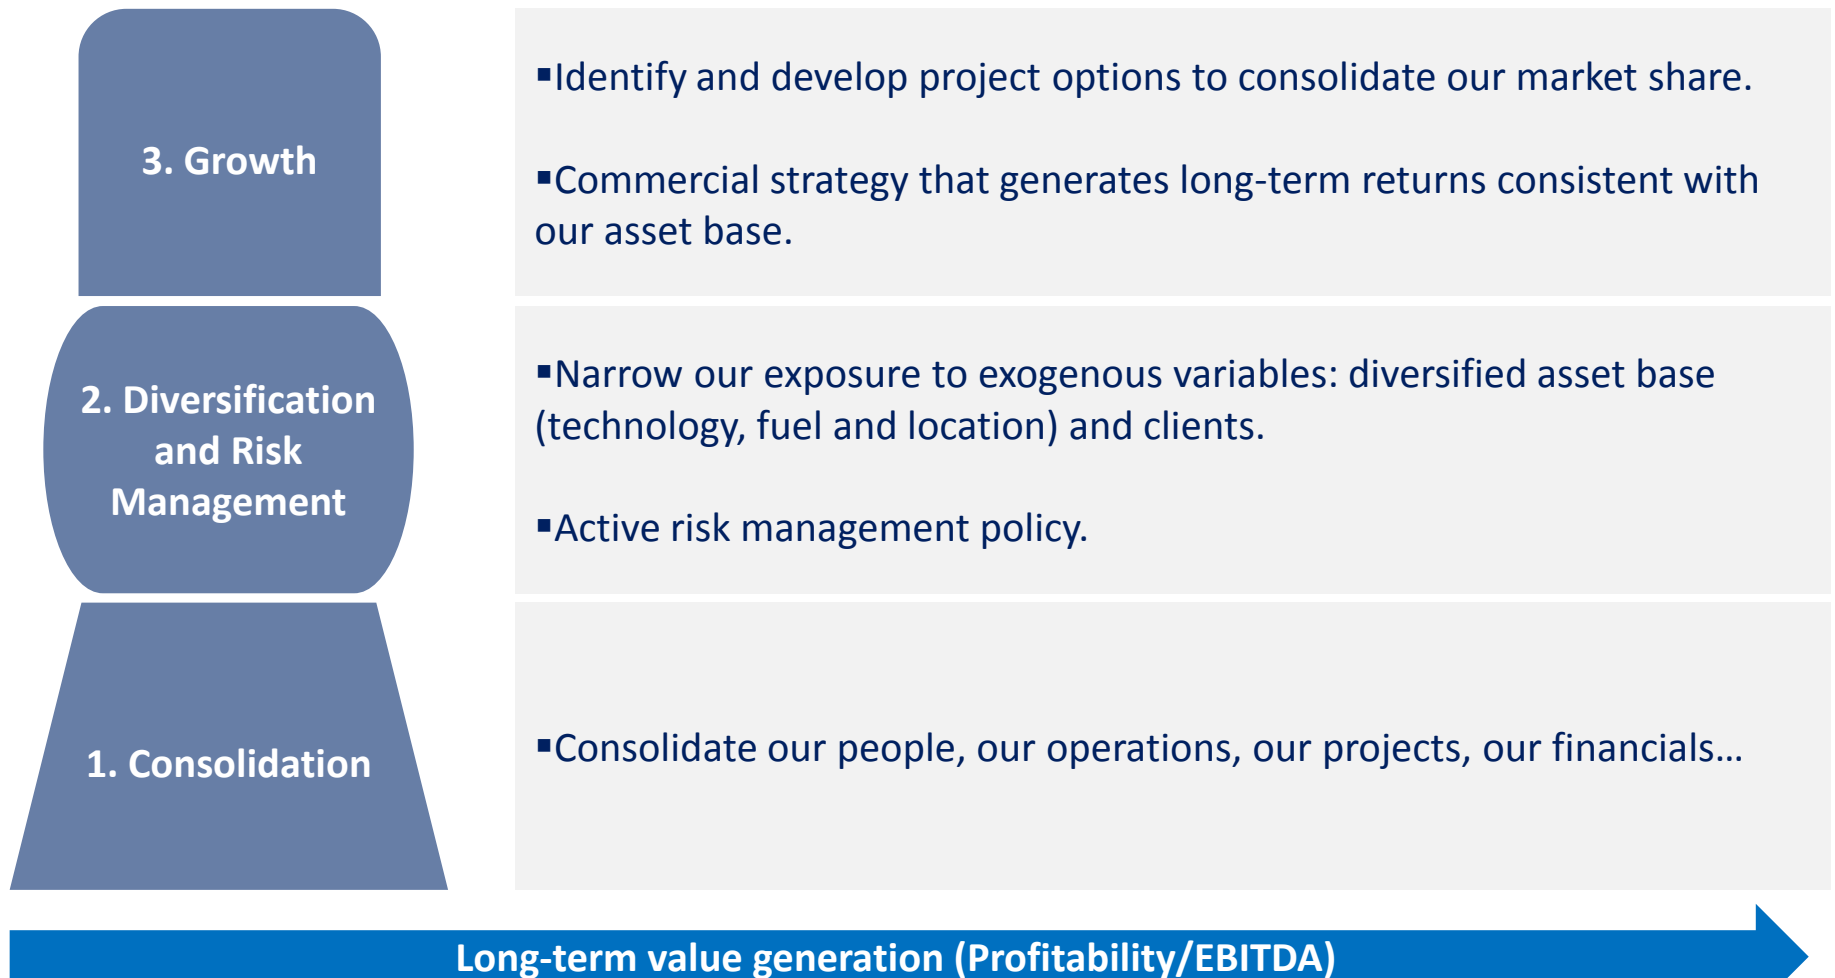 3. Growth
▪Identify and develop project options to consolidate our market share.
▪Commercial strategy that generates long-term returns consistent with
our asset base.
2. Diversification
and Risk
Management
▪Narrow our exposure to exogenous variables: diversified asset base
(technology, fuel and location) and clients.
▪Active risk management policy.
1. Consolidation
▪Consolidate our people, our operations, our projects, our financials…
Long-term value generation (Profitability/EBITDA)